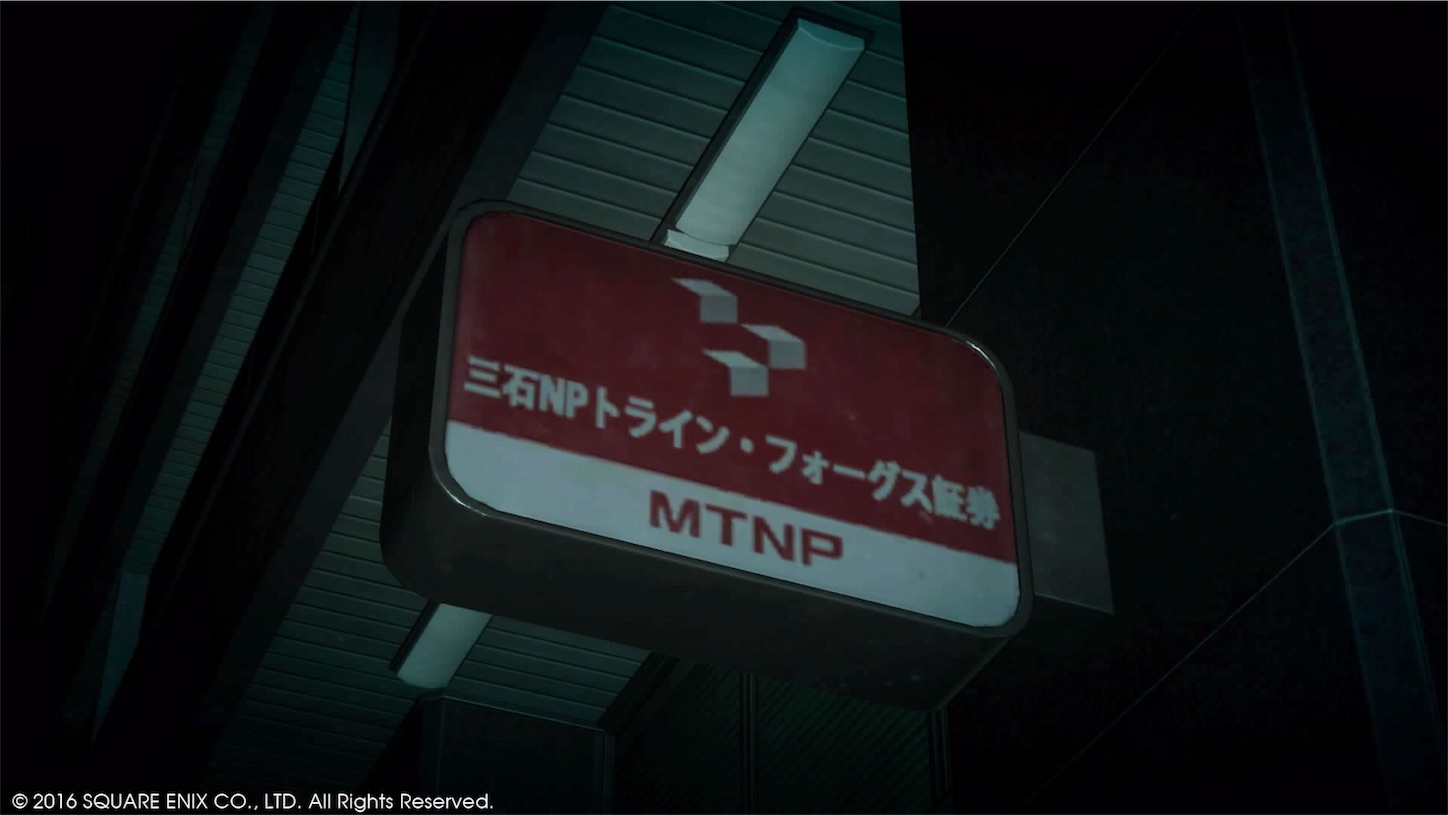 三石NPトライン・フォーグス証券
MTNP
© 2016 SQUARE ENIX CO., LTD. All Rights Reserved.